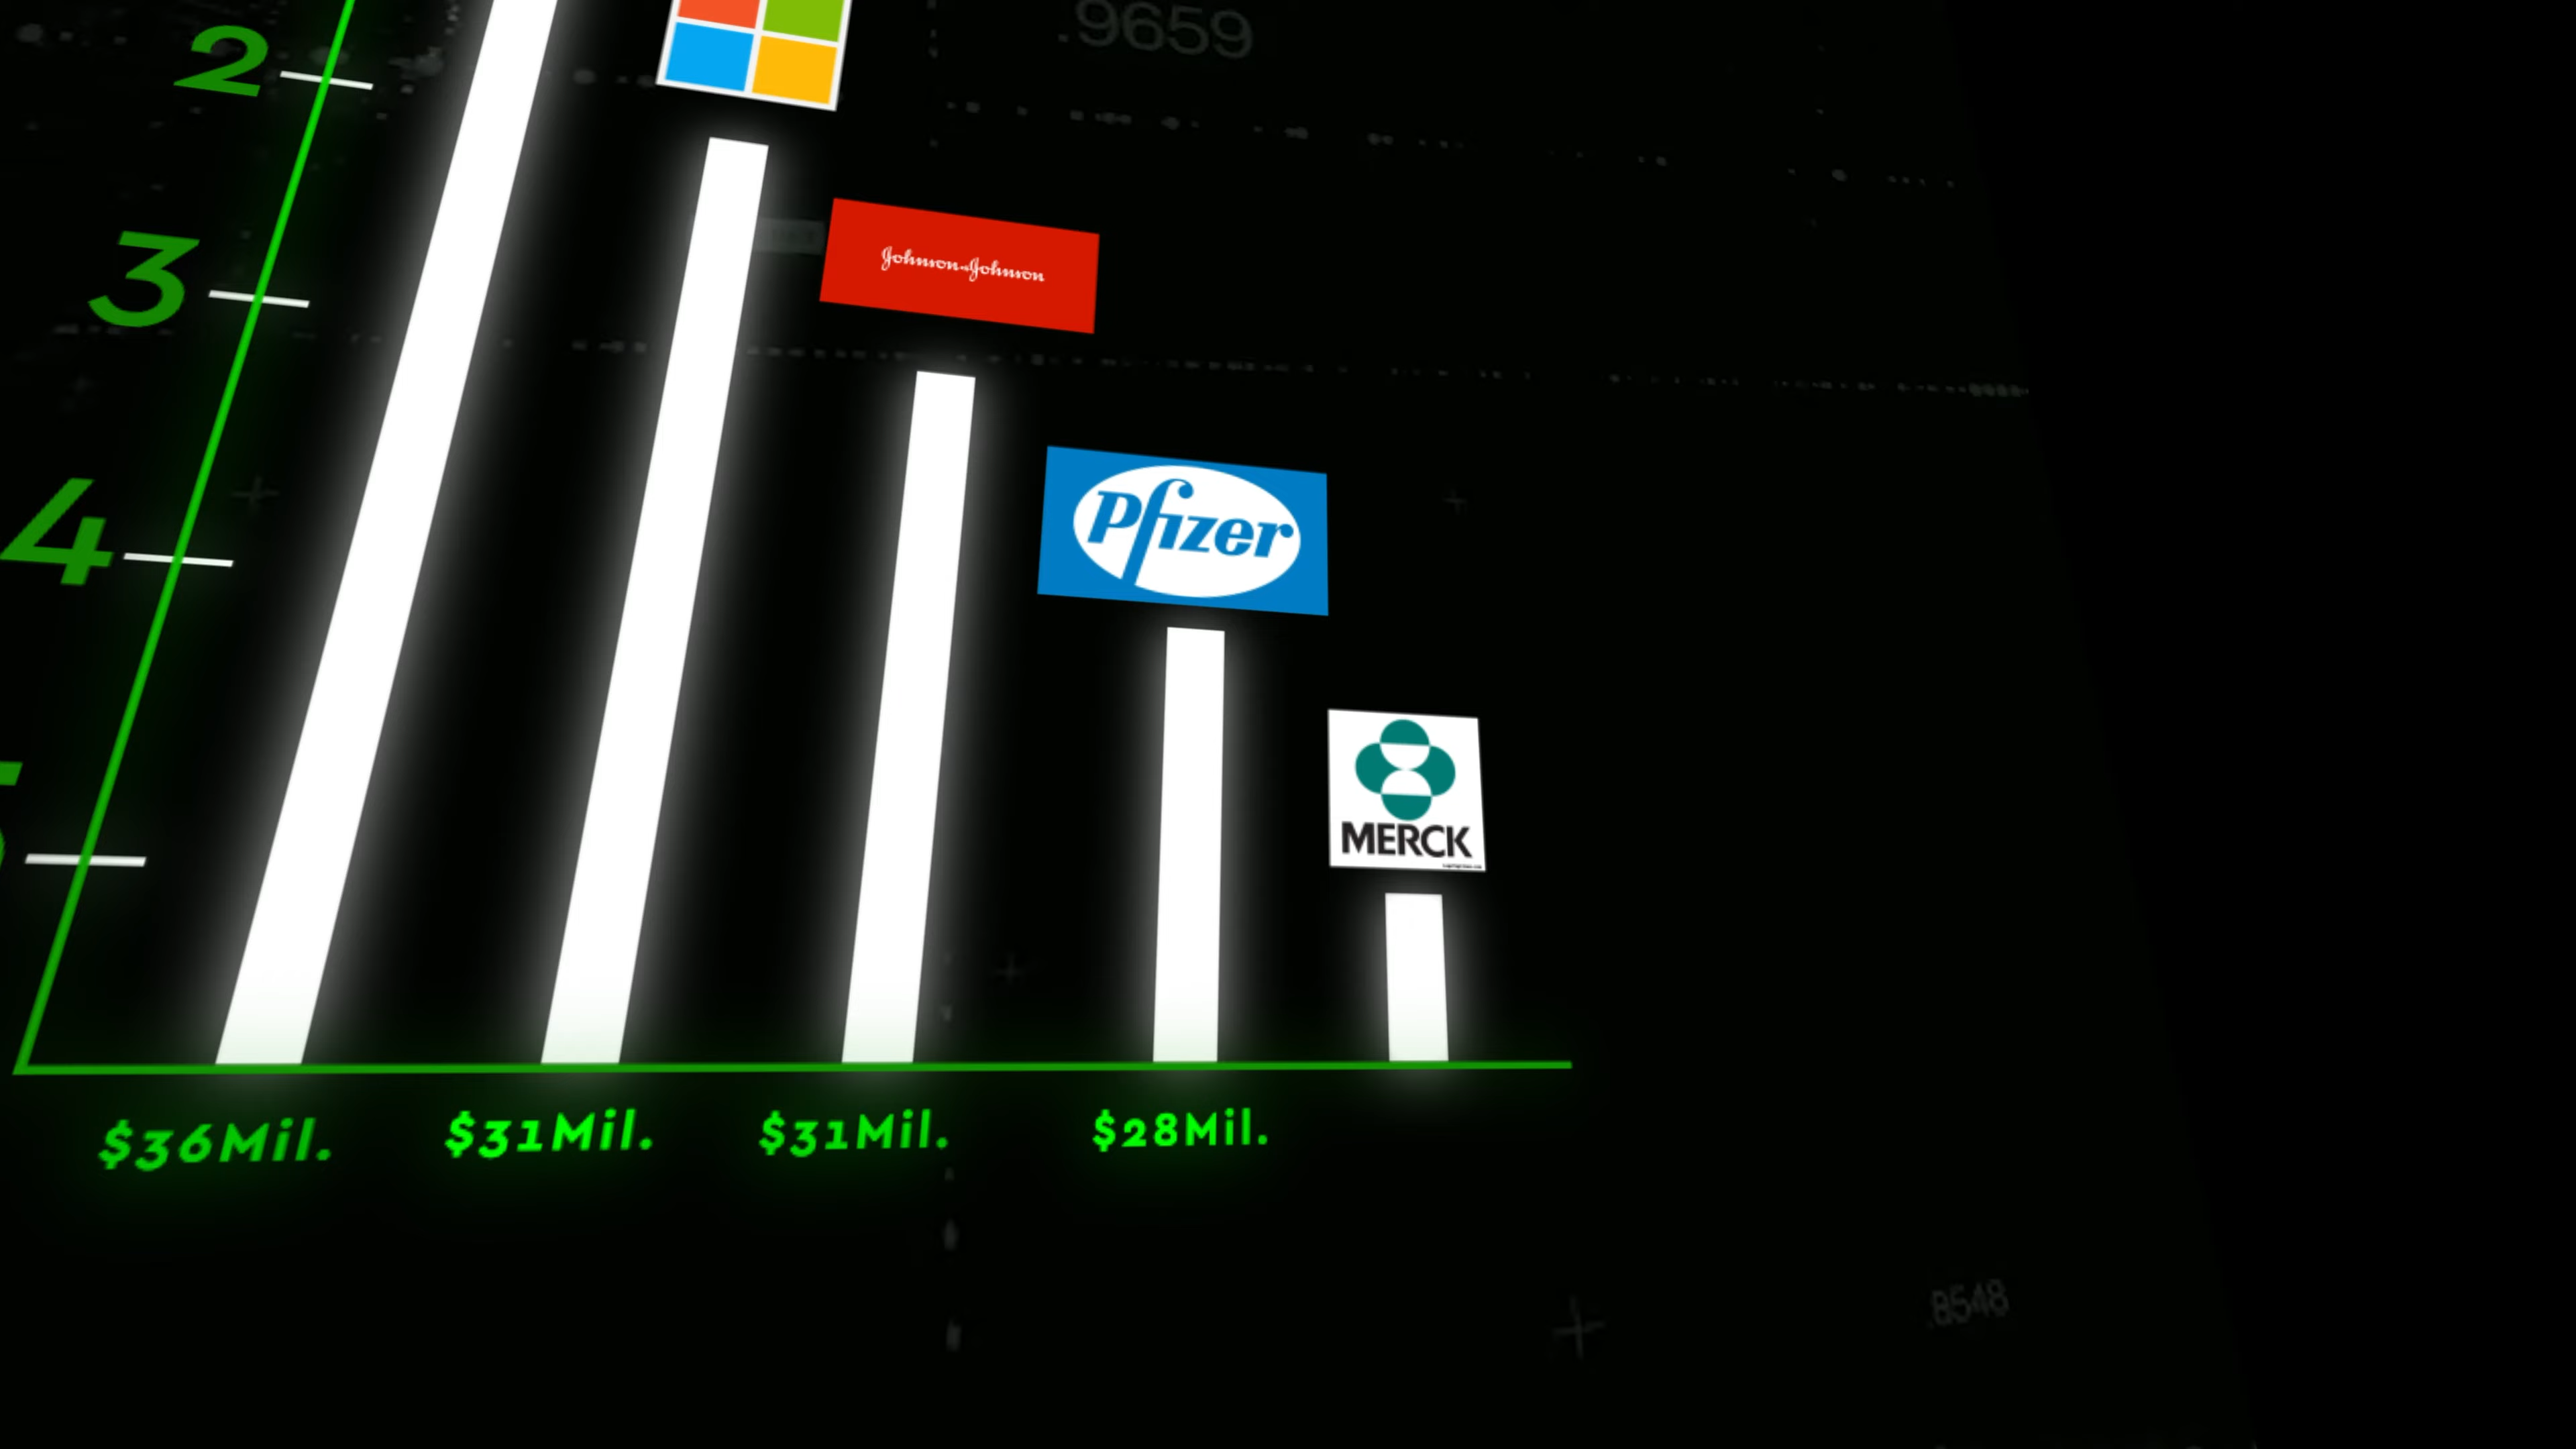 .9659
2
Johnson & Johnson
3
Pfizer
4
MERCK
$36Mil.
$31Mil.
$31Mil.
$28Mil.
.8548